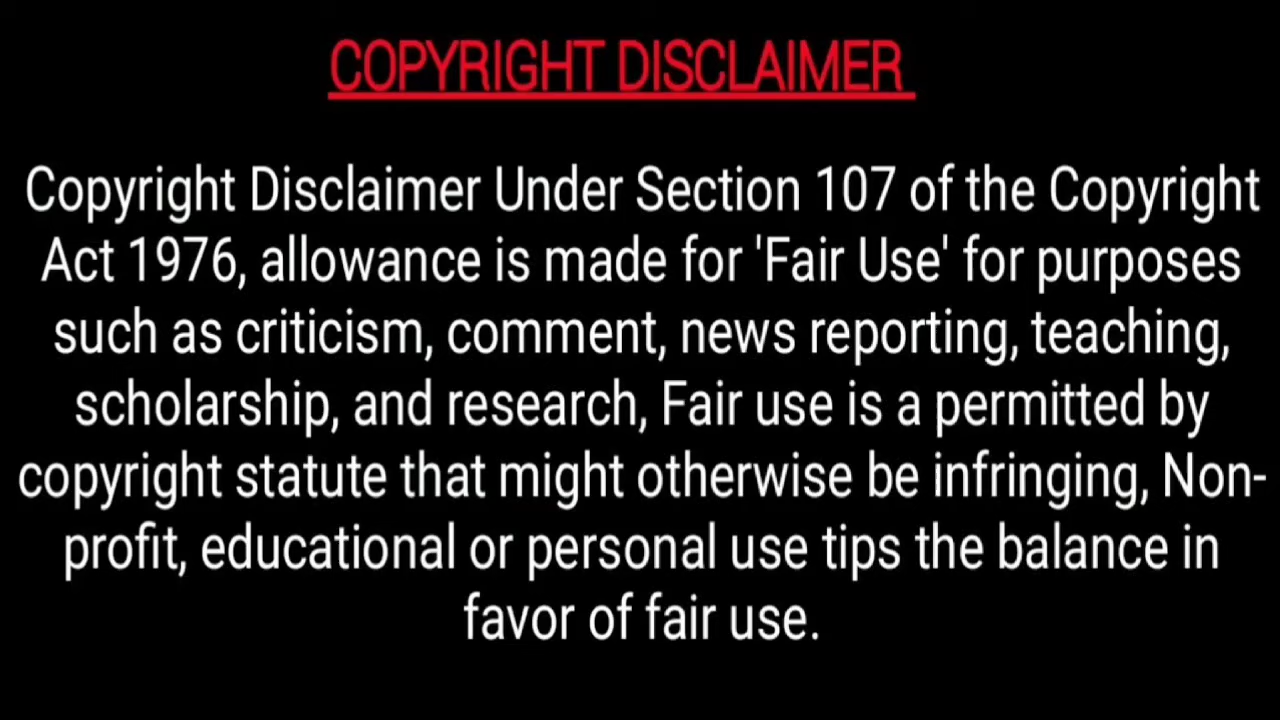 COPYRIGHT DISCLAIMER
Copyright Disclaimer Under Section 107 of the Copyright
Act 1976, allowance is made for 'Fair Use' for purposes
such as criticism, comment, news reporting, teaching,
scholarship, and research, Fair use is a permitted by
copyright statute that might otherwise be infringing, Non-
profit, educational or personal use tips the balance in
favor of fair use.